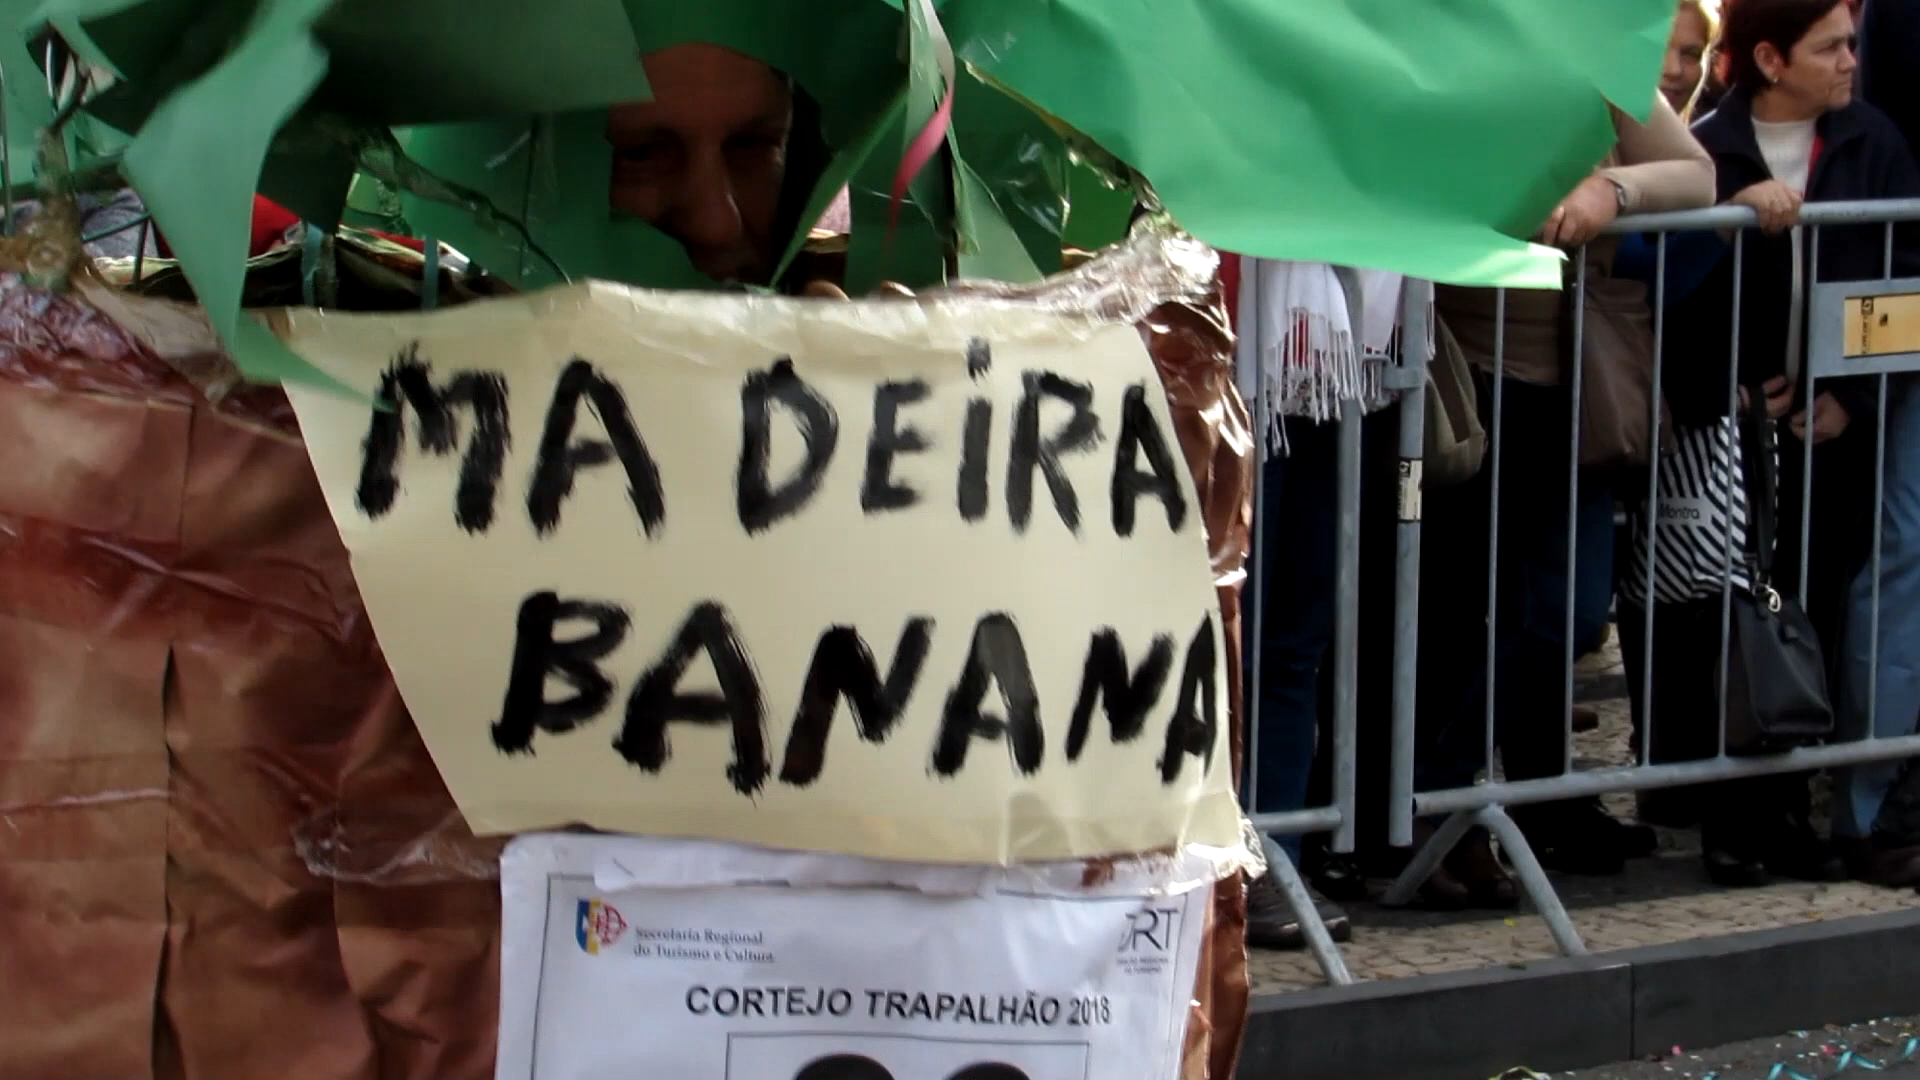 MA DEiRA
BANANA
Secretaria Regional
do Turismo e Cultura
DRT
CORTEJO TRAPALHÃO 2018
Montra